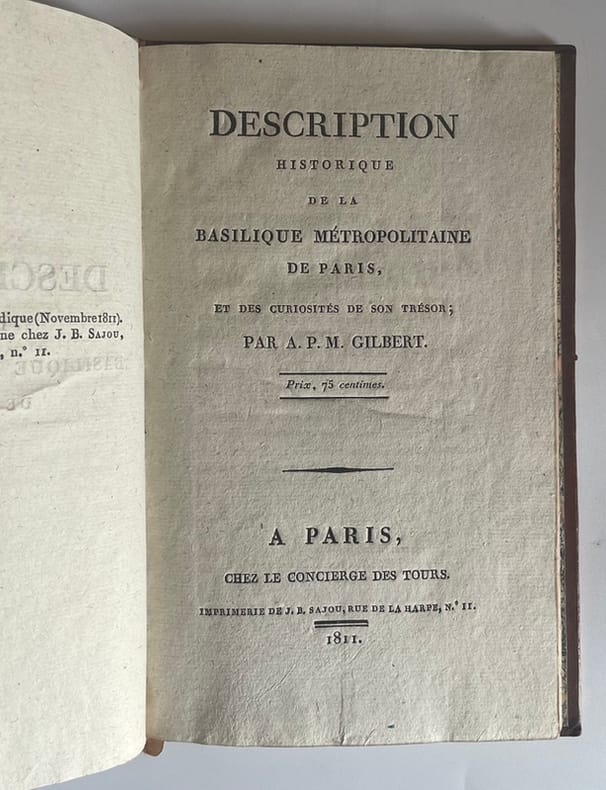 dique (Novembre 1811).
ne chez J. B. Sajou,
, n.° 11.
DESCRIPTION
HISTORIQUE
DE LA
BASILIQUE MÉTROPOLITAINE
DE PARIS,
ET DES CURIOSITÉS DE SON TRÉSOR;
PAR A. P. M. GILBERT.
Prix, 75 centimes.
A PARIS,
CHEZ LE CONCIERGE DES TOURS.
IMPRIMERIE DE J. B. SAJOU, RUE DE LA HARPE, N.° 11.
1811.